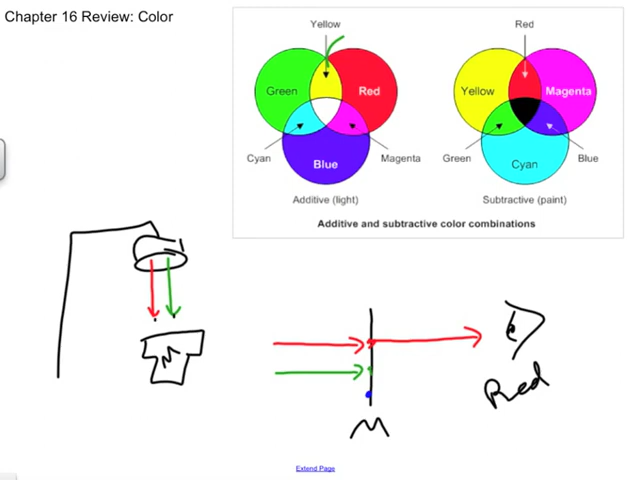 Chapter 16 Review: Color
Yellow
Green
Red
Cyan
Blue
Magenta
Additive (light)
Red
Yellow
Magenta
Green
Cyan
Blue
Subtractive (paint)
Additive and subtractive color combinations
M
M
Red
Extend Page